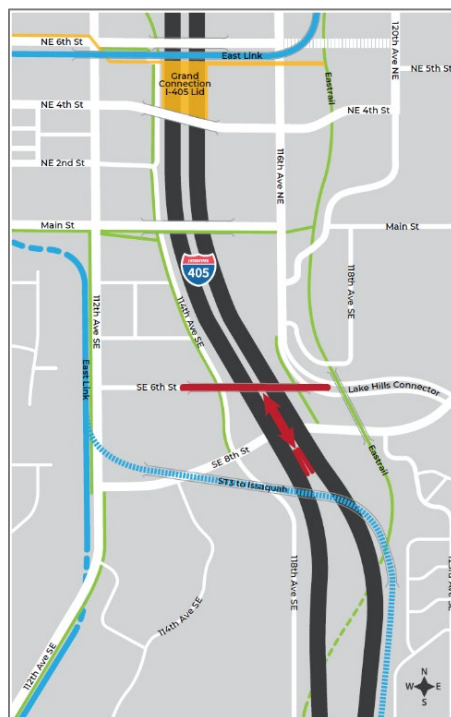 NE 6th St
120th Ave NE
East Link
NE 5th St
Grand
Connection
I-405 Lid
Eastrail
NE 4th St
NE 4th St
NE 2nd St
116th Ave NE
Main St
Main St
405
118th Ave SE
112th Ave SE
114th Ave SE
East Link
SE 6th St
Lake Hills Connector
SE 8th St
Eastrail
ST3 to Issaquah
118th Ave SE
114th Ave SE
112th Ave SE
N
W
E
S